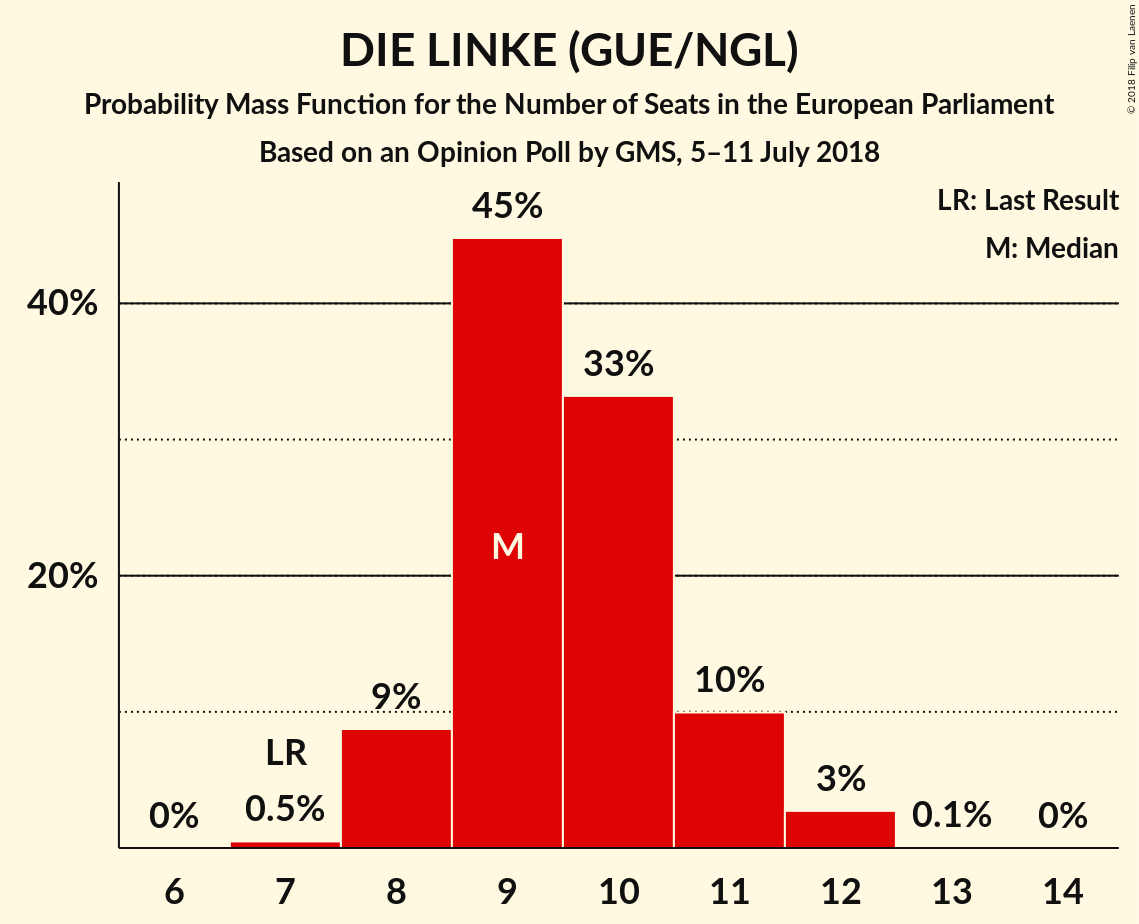 DIE LINKE (GUE/NGL)
Probability Mass Function for the Number of Seats in the European Parliament
Based on an Opinion Poll by GMS, 5–11 July 2018
© 2018 Filip van Laenen
LR: Last Result
M: Median
45%
40%
33%
M
20%
10%
9%
LR
3%
0%
0.5%
0.1%
0%
6 7 8 9 10 11 12 13 14